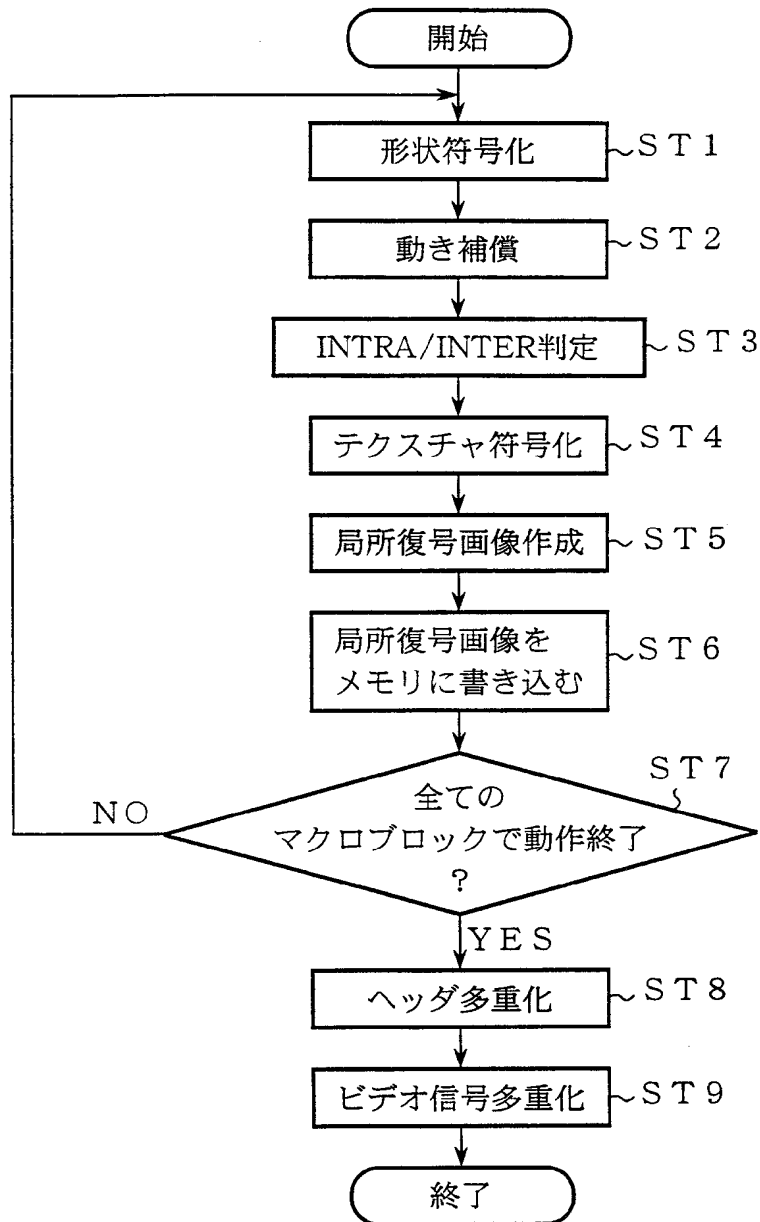 開始
形状符号化
ST1
動き補償
ST2
INTRA/INTER判定
ST3
テクスチャ符号化
ST4
局所復号画像作成
ST5
局所復号画像を
メモリに書き込む
ST6
ST7
全ての
マクロブロックで動作終了
?
NO
YES
ヘッダ多重化
ST8
ビデオ信号多重化
ST9
終了